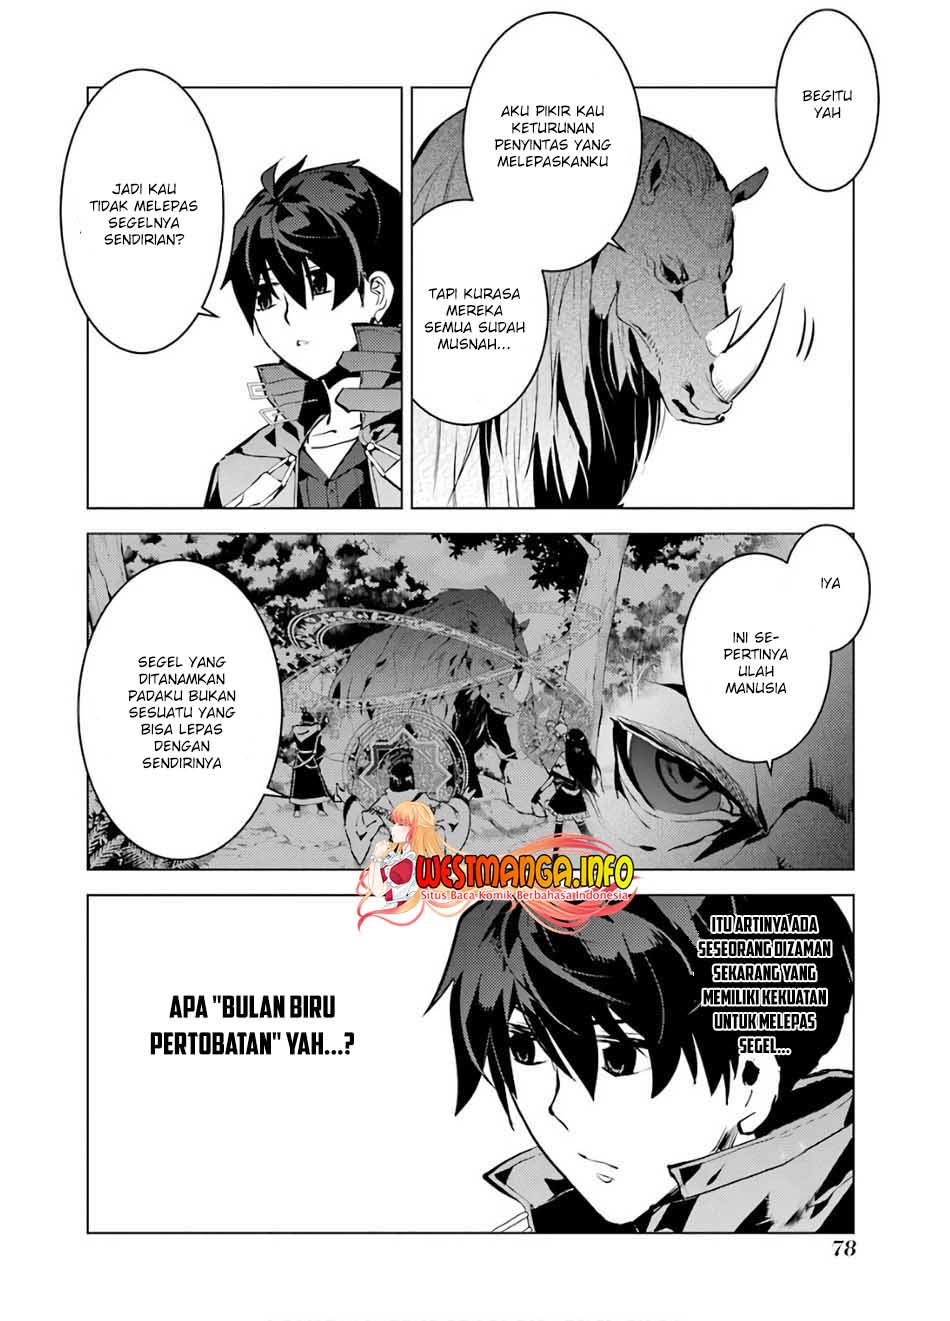 BEGITU
YAH
AKU PIKIR KAU
KETURUNAN
PENYINTAS YANG
MELEPASKANKU
TAPI KURASA
MEREKA
SEMUA SUDAH
MUSNAH...
JADI KAU
TIDAK MELEPAS
SEGELNYA
SENDIRIAN?
IYA
INI SE-
PERTINYA
ULAH
MANUSIA
SEGEL YANG
DITANAMKAN
PADAKU BUKAN
SESUATU YANG
BISA LEPAS
DENGAN
SENDIRINYA
WESTMANGA.INFO
Situs Baca Komik Berbahasa Indonesia
ITU ARTINYA ADA
SESEORANG DIZAMAN
SEKARANG YANG
MEMILIKI KEKUATAN
UNTUK MELEPAS
SEGEL...
APA "BULAN BIRU
PERTOBATAN" YAH...?
78